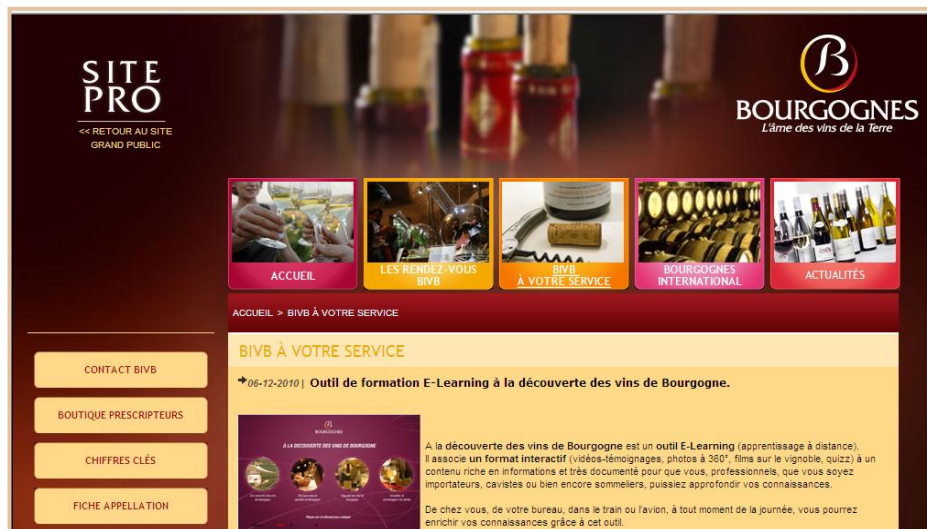 SITE
PRO
<< RETOUR AU SITE
GRAND PUBLIC
B
BOURGOGNES
L'âme des vins de la Terre
ACCUEIL
LES RENDEZ-VOUS
BIVB
BIVB
À VOTRE SERVICE
BOURGOGNES
INTERNATIONAL
ACTUALITÉS
ACCUEIL > BIVB À VOTRE SERVICE
CONTACT BIVB
BOUTIQUE PRESCRIPTEURS
CHIFFRES CLÉS
FICHE APPELLATION
BIVB À VOTRE SERVICE
06-12-2010 | Outil de formation E-Learning à la découverte des vins de Bourgogne.
BOURGOGNES
À LA DÉCOUVERTE DES VINS DE BOURGOGNE
A la découverte des vins de Bourgogne est un outil E-Learning (apprentissage à distance).
Il associe un format interactif (vidéos-témoignages, photos à 360°, films sur le vignoble, quizz) à un
contenu riche en informations et très documenté pour que vous, professionnels, que vous soyez
importateurs, cavistes ou bien encore sommeliers, puissiez approfondir vos connaissances.
De chez vous, de votre bureau, dans le train ou l'avion, à tout moment de la journée, vous pourrez
enrichir vos connaissances grâce à cet outil.